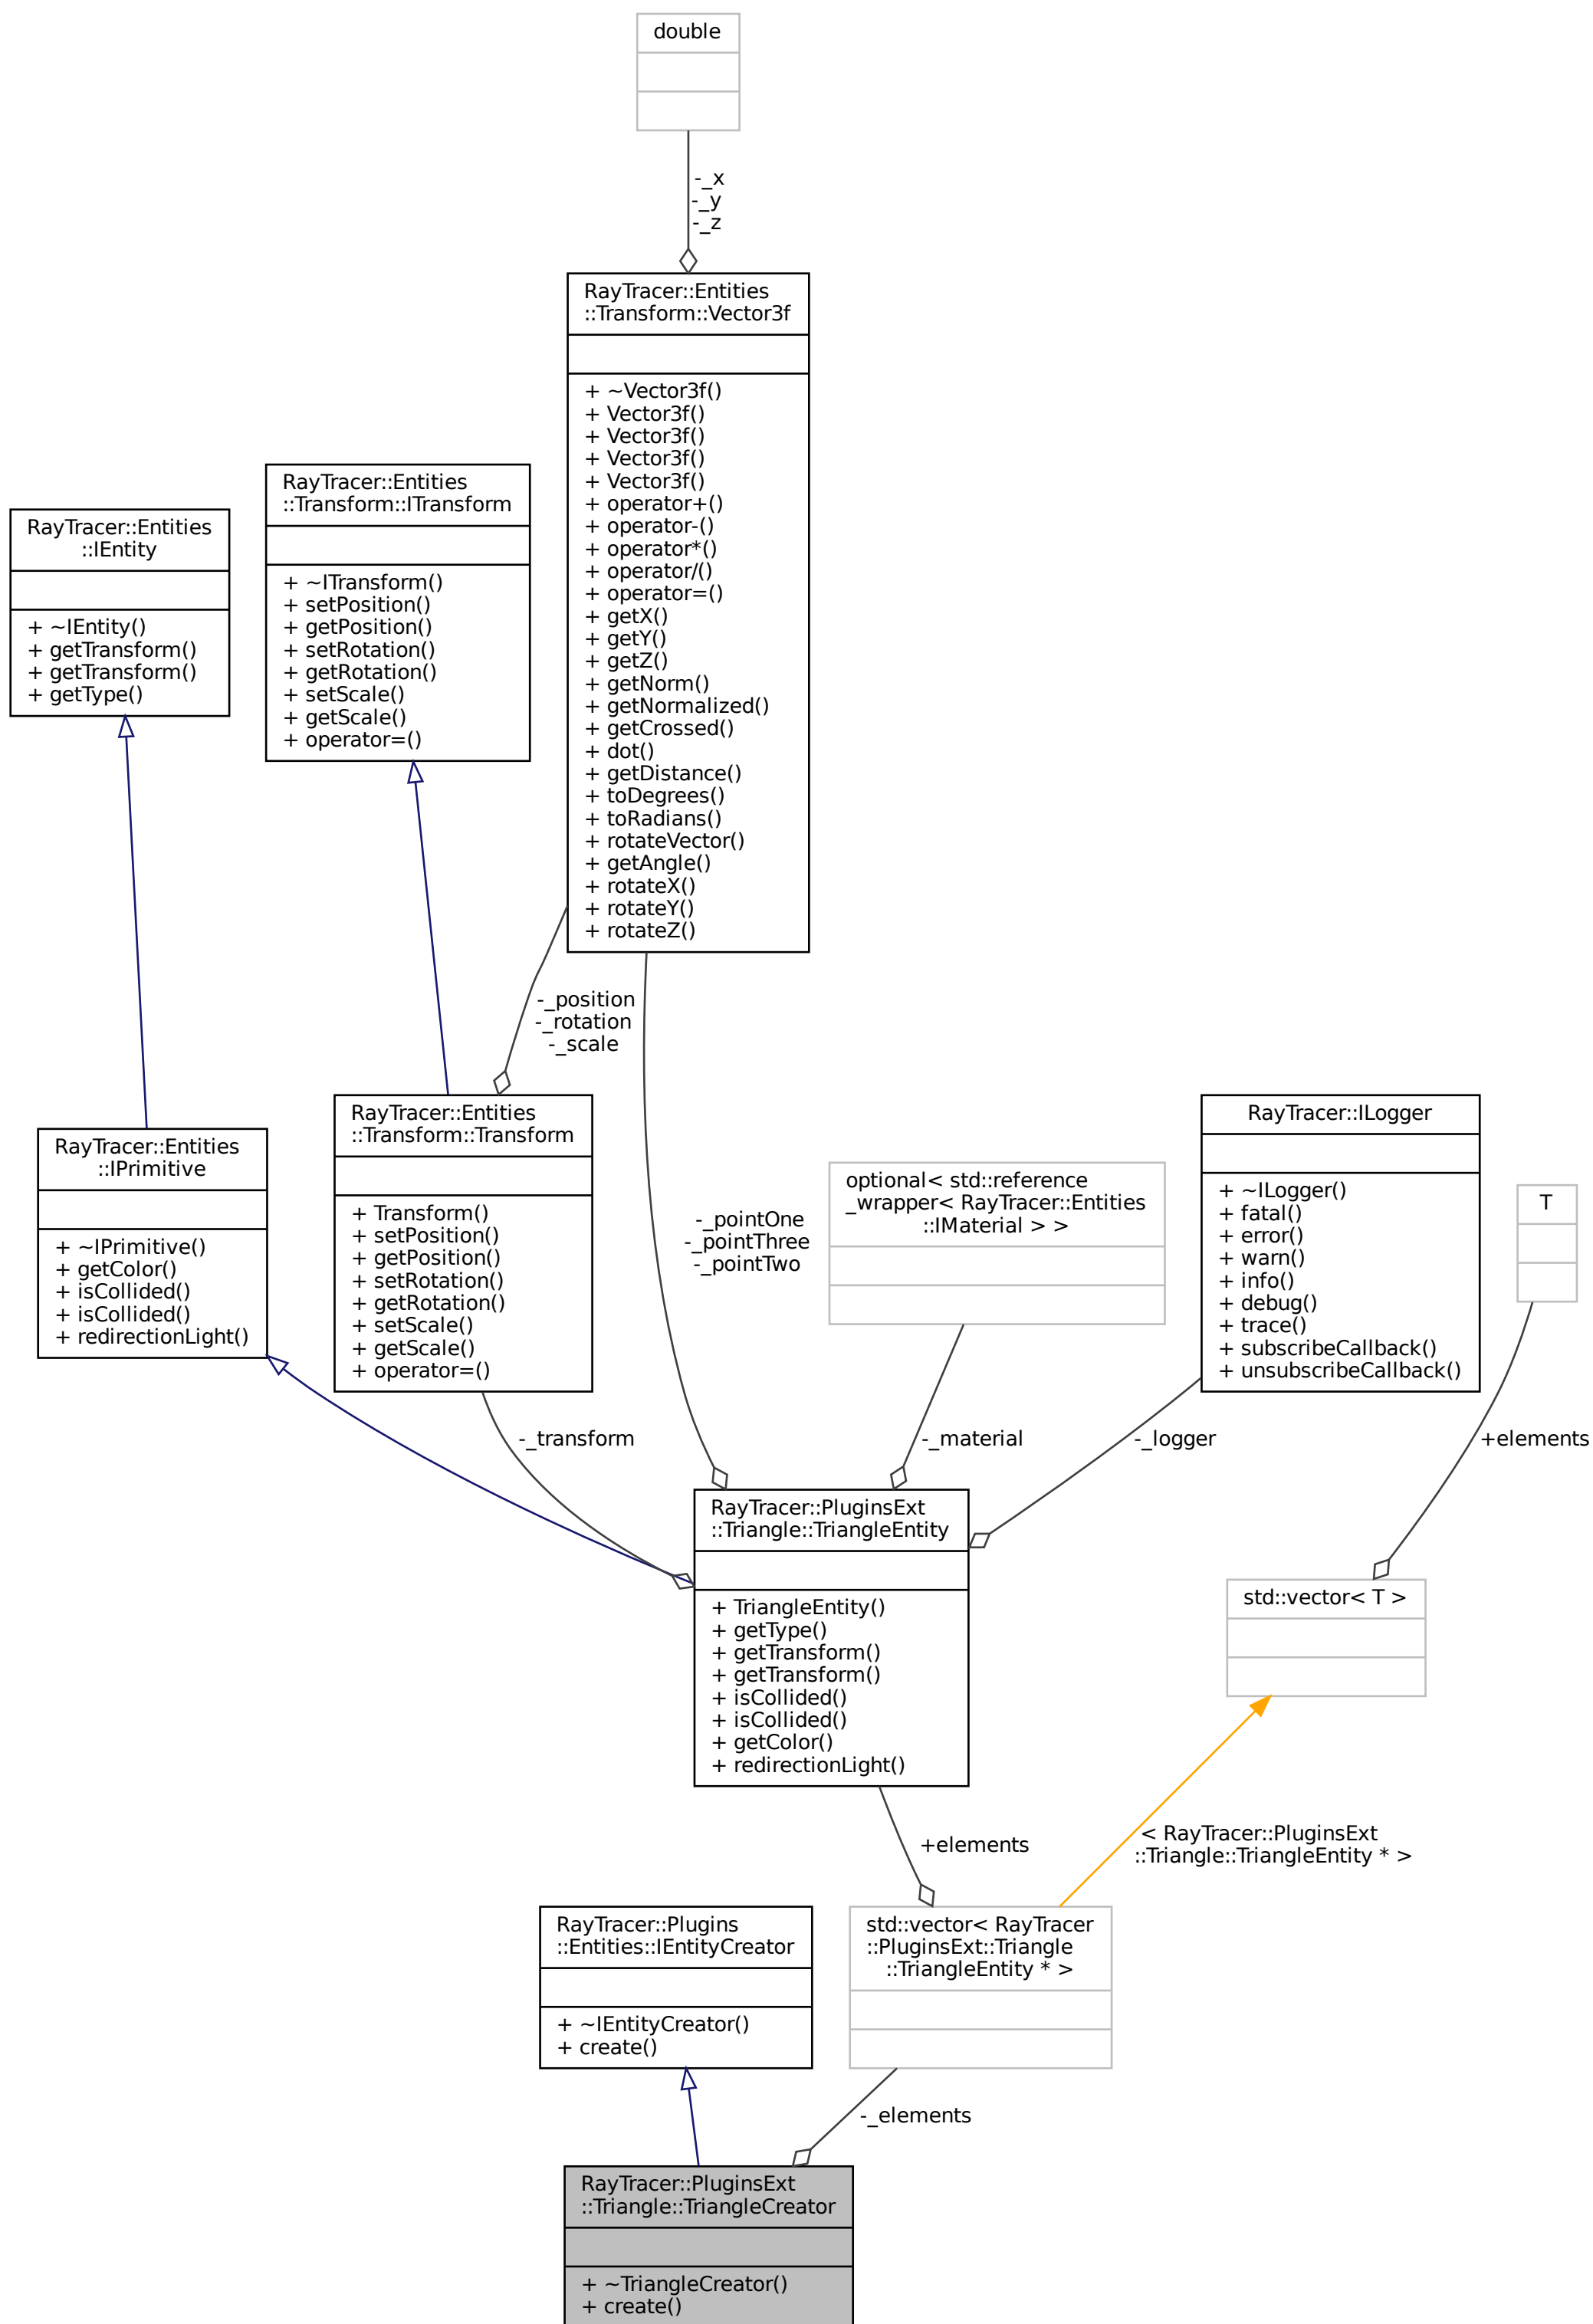 double
-_x
-_y
-_z
RayTracer::Entities
::Transform::Vector3f
+ ~Vector3f()
+ Vector3f()
+ Vector3f()
+ Vector3f()
+ Vector3f()
+ operator+()
+ operator-()
+ operator*()
+ operator/()
+ operator=()
+ getX()
+ getY()
+ getZ()
+ getNorm()
+ getNormalized()
+ getCrossed()
+ dot()
+ getDistance()
+ toDegrees()
+ toRadians()
+ rotateVector()
+ getAngle()
+ rotateX()
+ rotateY()
+ rotateZ()
RayTracer::Entities
::Transform::ITransform
+ ~ITransform()
+ setPosition()
+ getPosition()
+ setRotation()
+ getRotation()
+ setScale()
+ getScale()
+ operator=()
RayTracer::Entities
::IEntity
+ ~IEntity()
+ getTransform()
+ getTransform()
+ getType()
-_position
-_rotation
-_scale
RayTracer::Entities
::IPrimitive
+ ~IPrimitive()
+ getColor()
+ isCollided()
+ isCollided()
+ redirectionLight()
RayTracer::Entities
::Transform::Transform
+ Transform()
+ setPosition()
+ getPosition()
+ setRotation()
+ getRotation()
+ setScale()
+ getScale()
+ operator=()
-_pointOne
-_pointThree
-_pointTwo
optional< std::reference
_wrapper< RayTracer::Entities
::IMaterial > >
RayTracer::ILogger
+ ~ILogger()
+ fatal()
+ error()
+ warn()
+ info()
+ debug()
+ trace()
+ subscribeCallback()
+ unsubscribeCallback()
T
-_transform
-_material
-_logger
+elements
RayTracer::PluginsExt
::Triangle::TriangleEntity
+ TriangleEntity()
+ getType()
+ getTransform()
+ getTransform()
+ isCollided()
+ isCollided()
+ getColor()
+ redirectionLight()
std::vector< T >
+elements
< RayTracer::PluginsExt
::Triangle::TriangleEntity * >
RayTracer::Plugins
::Entities::IEntityCreator
+ ~IEntityCreator()
+ create()
std::vector< RayTracer
::PluginsExt::Triangle
::TriangleEntity * >
-_elements
RayTracer::PluginsExt
::Triangle::TriangleCreator
+ ~TriangleCreator()
+ create()